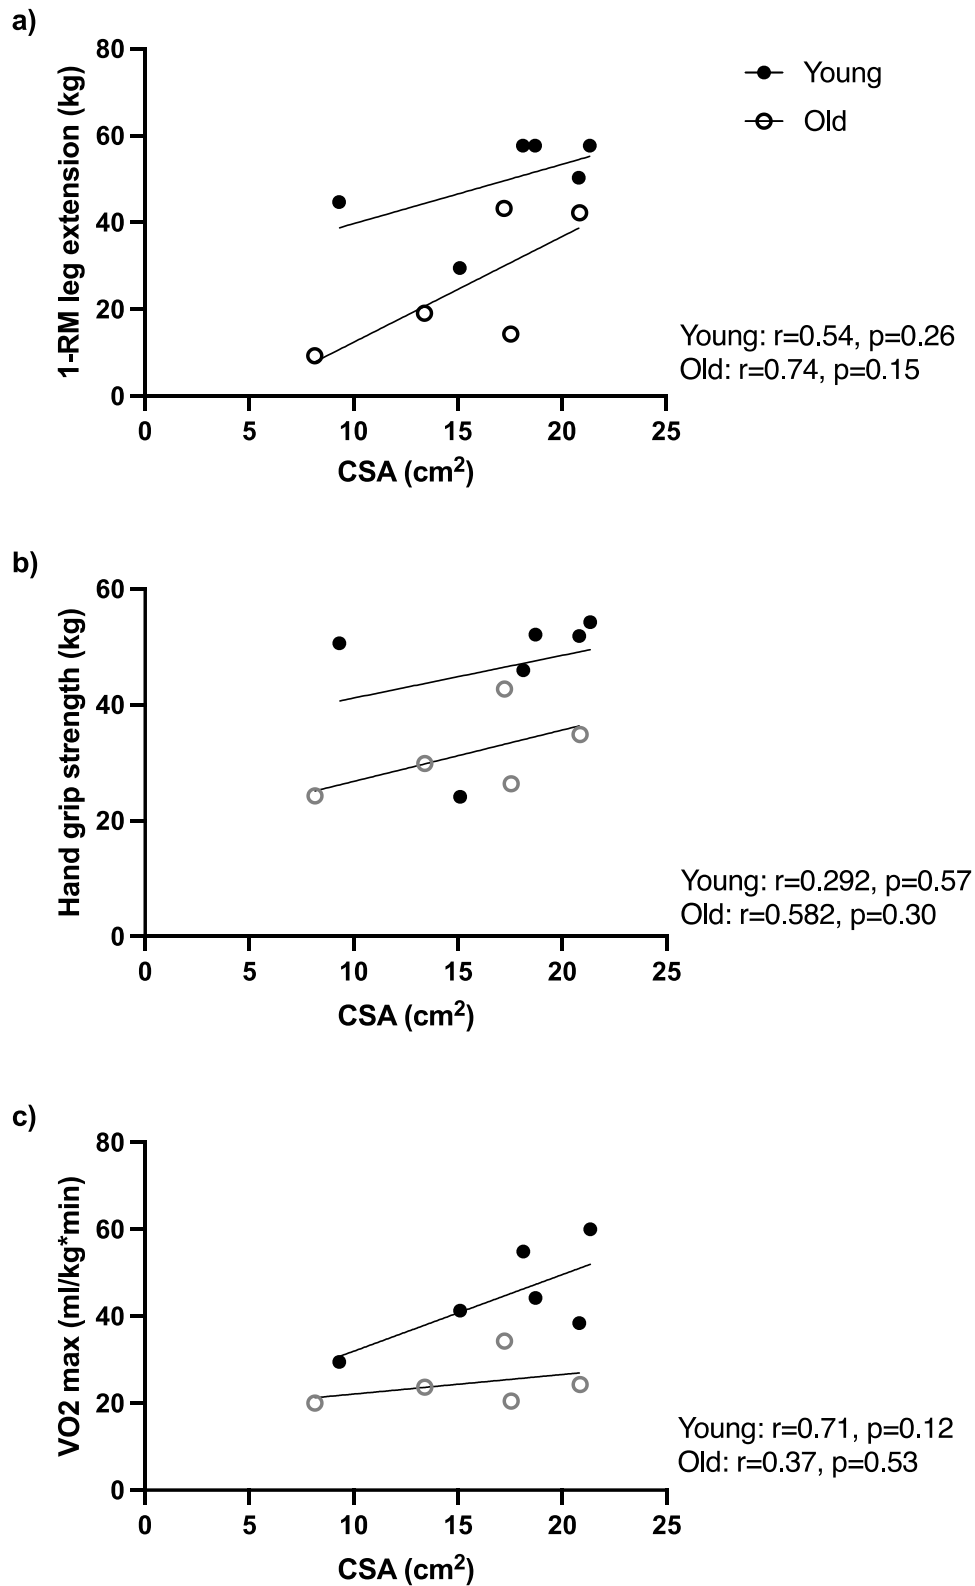 a)
1-RM leg extension (kg)
80
60
40
20
0
0 5 10 15 20 25
CSA (cm²)
Young
Old
Young: r=0.54, p=0.26
Old: r=0.74, p=0.15
b)
Hand grip strength (kg)
60
40
20
0
0 5 10 15 20 25
CSA (cm²)
Young: r=0.292, p=0.57
Old: r=0.582, p=0.30
c)
VO2 max (ml/kg*min)
80
60
40
20
0
0 5 10 15 20 25
CSA (cm²)
Young: r=0.71, p=0.12
Old: r=0.37, p=0.53